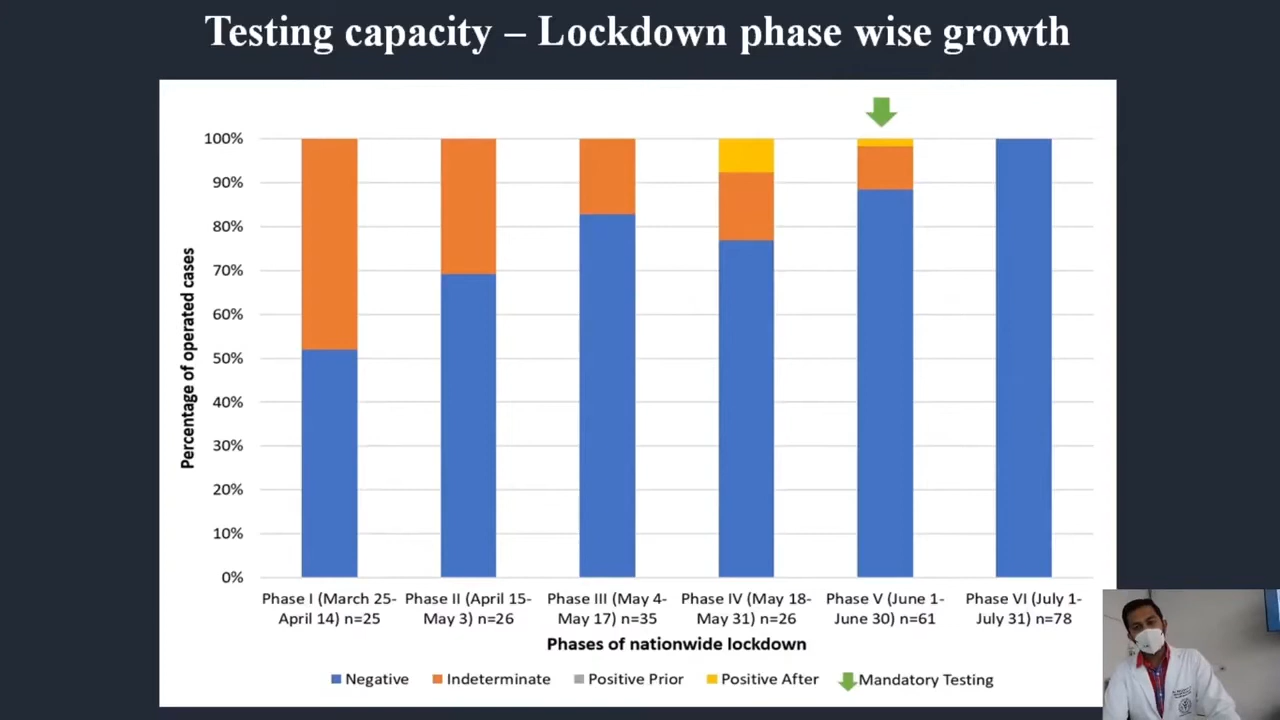 Testing capacity – Lockdown phase wise growth
100%
90%
80%
70%
60%
50%
40%
30%
20%
10%
0%
Percentage of operated cases
Phase I (March 25-
April 14) n=25
Phase II (April 15-
May 3) n=26
Phase III (May 4-
May 17) n=35
Phase IV (May 18-
May 31) n=26
Phase V (June 1-
June 30) n=61
Phase VI (July 1-
July 31) n=78
Phases of nationwide lockdown
Negative
Indeterminate
Positive Prior
Positive After
Mandatory Testing